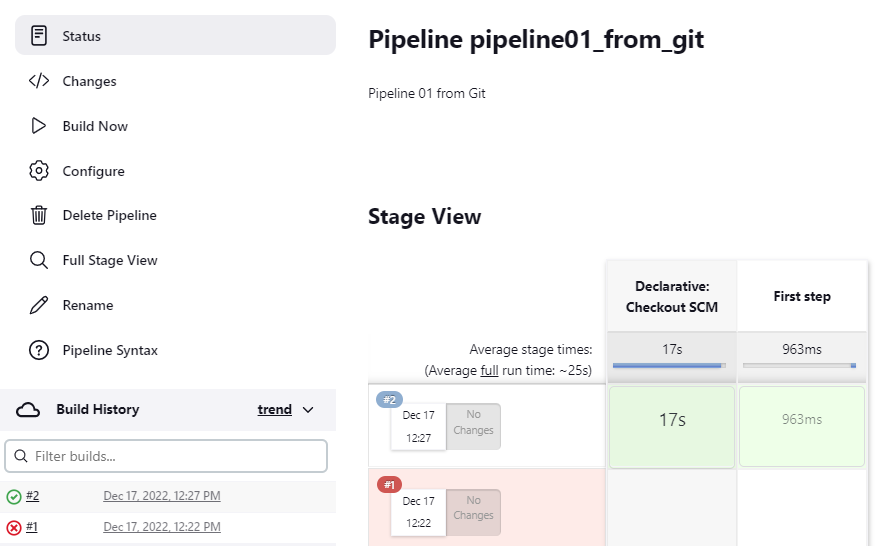 Status
Changes
Build Now
Configure
Delete Pipeline
Full Stage View
Rename
Pipeline Syntax
Build History
trend
Filter builds...
#2 Dec 17, 2022, 12:27 PM
#1 Dec 17, 2022, 12:22 PM
Pipeline pipeline01_from_git
Pipeline 01 from Git
Stage View
Declarative:
Checkout SCM
First step
Average stage times:
(Average full run time: ~25s)
17s
963ms
#2
Dec 17
12:27
No
Changes
17s
963ms
#1
Dec 17
12:22
No
Changes